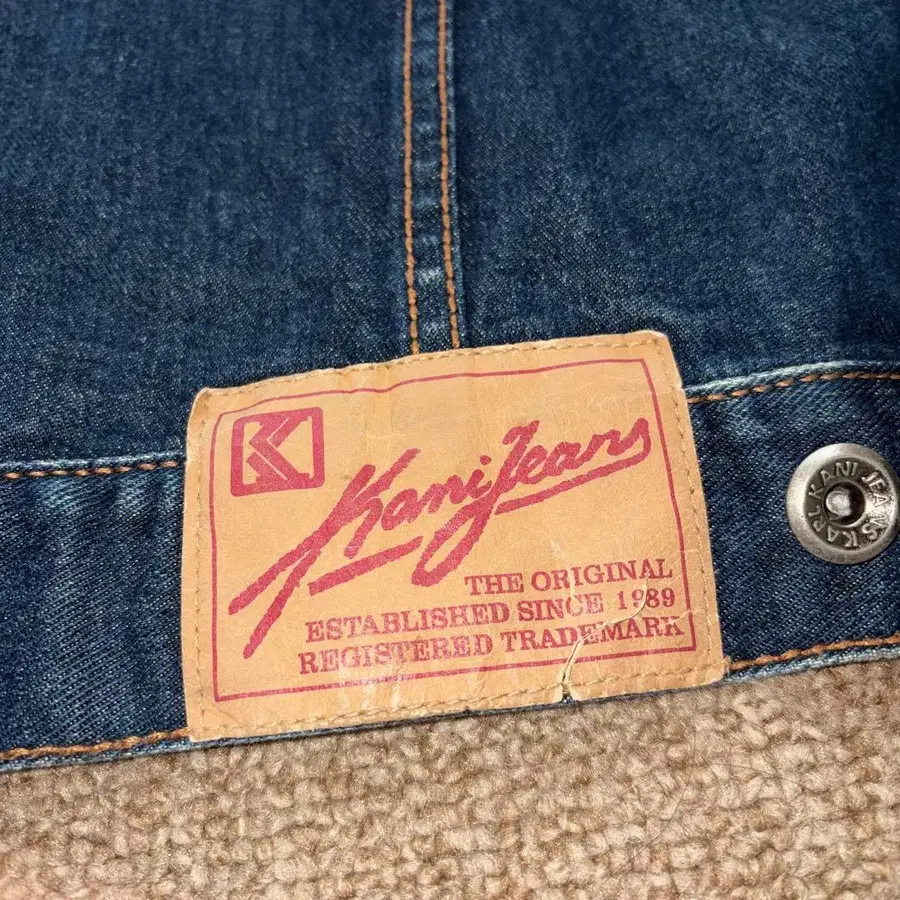 K
Kani Jeans
THE ORIGINAL
ESTABLISHED SINCE 1989
REGISTERED TRADEMARK
KARL KANI JEANS